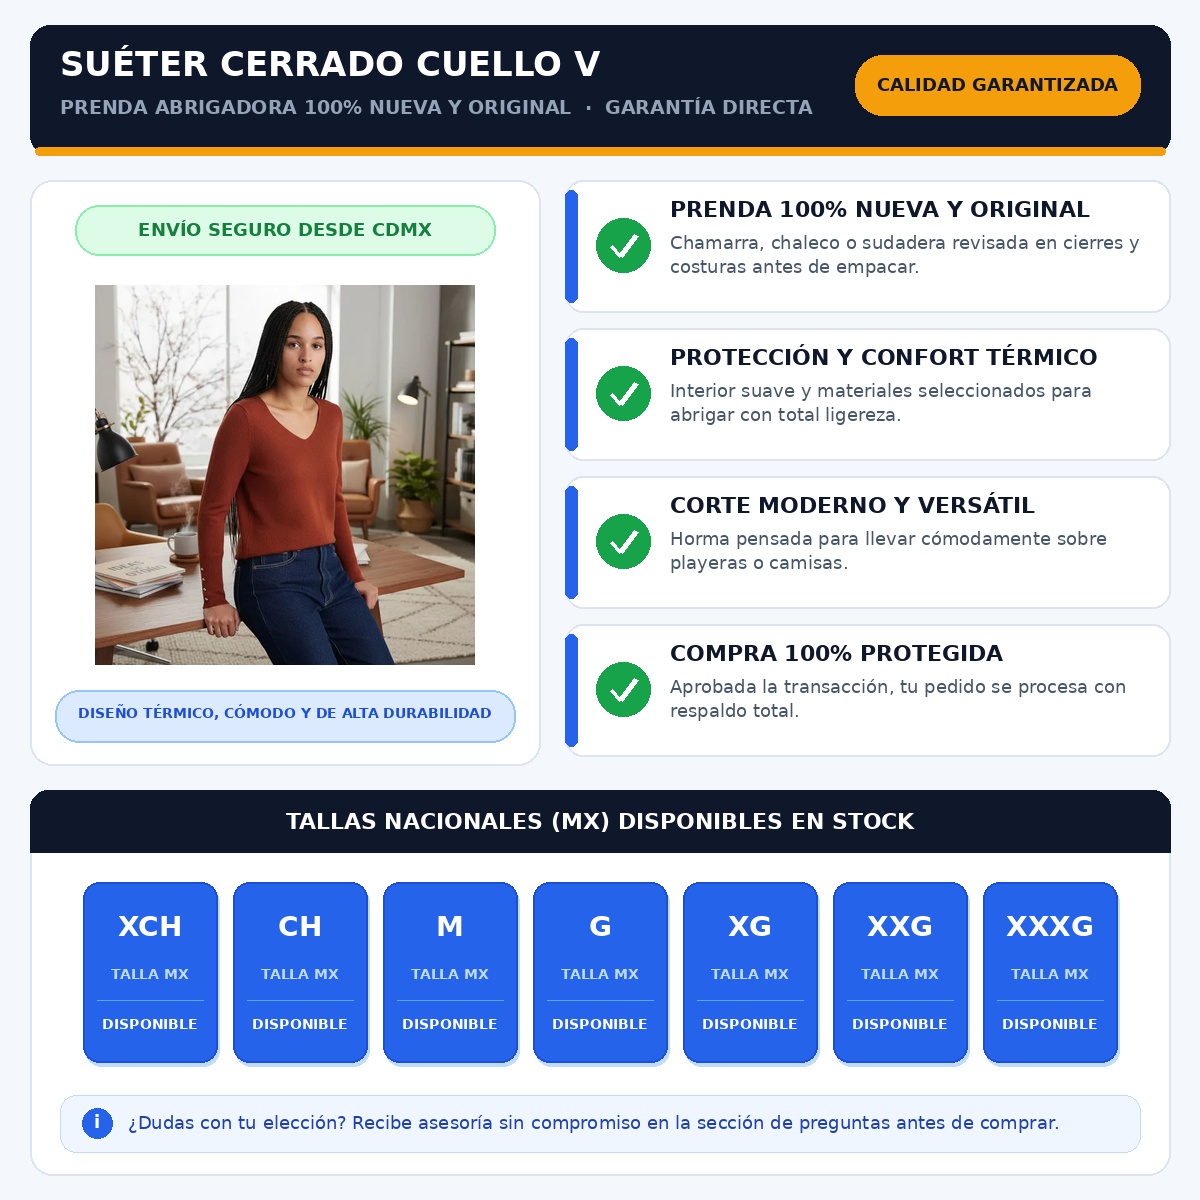 SUÉTER CERRADO CUELLO V
PRENDA ABRIGADORA 100% NUEVA Y ORIGINAL · GARANTÍA DIRECTA
CALIDAD GARANTIZADA
ENVÍO SEGURO DESDE CDMX
DISEÑO TÉRMICO, CÓMODO Y DE ALTA DURABILIDAD
PRENDA 100% NUEVA Y ORIGINAL
Chamarra, chaleco o sudadera revisada en cierres y
costuras antes de empacar.
PROTECCIÓN Y CONFORT TÉRMICO
Interior suave y materiales seleccionados para
abrigar con total ligereza.
CORTE MODERNO Y VERSÁTIL
Horma pensada para llevar cómodamente sobre
playeras o camisas.
COMPRA 100% PROTEGIDA
Aprobada la transacción, tu pedido se procesa con
respaldo total.
TALLAS NACIONALES (MX) DISPONIBLES EN STOCK
XCH
TALLA MX
DISPONIBLE
CH
TALLA MX
DISPONIBLE
M
TALLA MX
DISPONIBLE
G
TALLA MX
DISPONIBLE
XG
TALLA MX
DISPONIBLE
XXG
TALLA MX
DISPONIBLE
XXXG
TALLA MX
DISPONIBLE
i
¿Dudas con tu elección? Recibe asesoría sin compromiso en la sección de preguntas antes de comprar.